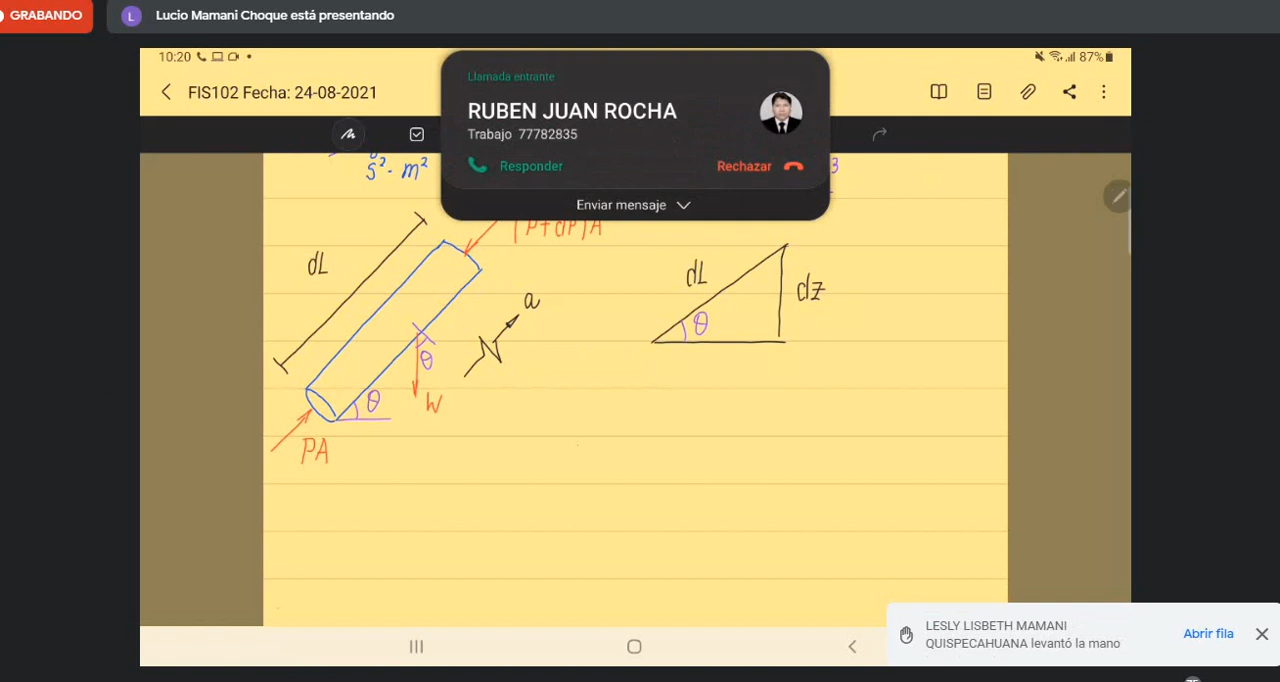 GRABANDO
L
Lucio Mamani Choque está presentando
10:20
87%
FIS102 Fecha: 24-08-2021
Llamada entrante
RUBEN JUAN ROCHA
Trabajo 77782835
Responder
Rechazar
Enviar mensaje
s² · m²
3
(P+dP)A
dL
a
N
θ
θ
W
PA
dL
dz
θ
LESLY LISBETH MAMANI
QUISPECAHUANA levantó la mano
Abrir fila